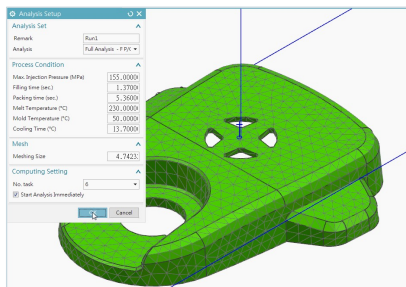 Analysis Setup
Analysis Set
Remark Run1
Analysis Full Analysis - F P/(
Process Condition
Max. Injection Pressure (MPa) 155.0000
Filling time (sec.) 1.3700
Packing time (sec.) 5.3600
Melt Temperature (°C) 230.0000
Mold Temperature (°C) 50.0000
Cooling Time (°C) 13.7000
Mesh
Meshing Size 4.7423
Computing Setting
No. task 6
Start Analysis Immediately
OK Cancel